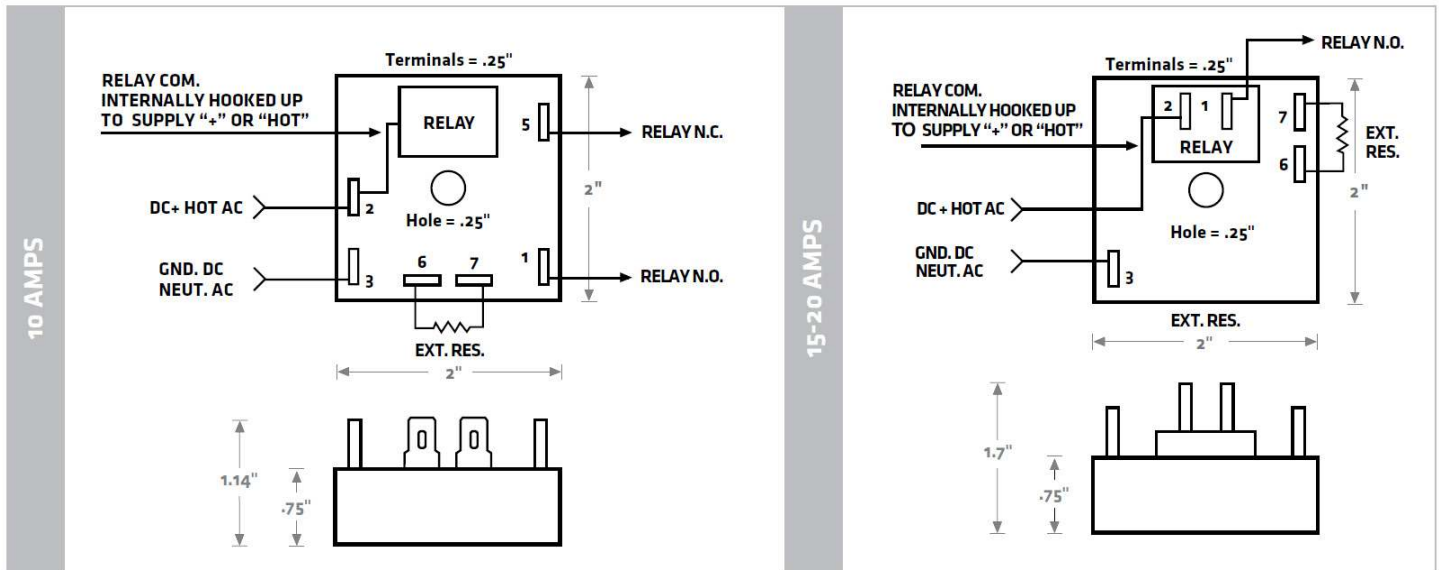 10 AMPS
Terminals = .25"
RELAY COM.
INTERNALLY HOOKED UP
TO SUPPLY “+” OR “HOT”
RELAY
5
RELAY N.C.
2"
DC+ HOT AC
2
Hole = .25"
GND. DC
NEUT. AC
3
6
7
1
RELAY N.O.
EXT. RES.
2"
1.14"
.75"
15-20 AMPS
RELAY N.O.
Terminals = .25"
RELAY COM.
INTERNALLY HOOKED UP
TO SUPPLY “+” OR “HOT”
2
1
7
RELAY
EXT.
RES.
6
2"
DC + HOT AC
Hole = .25"
GND. DC
NEUT. AC
3
EXT. RES.
2"
1.7"
.75"